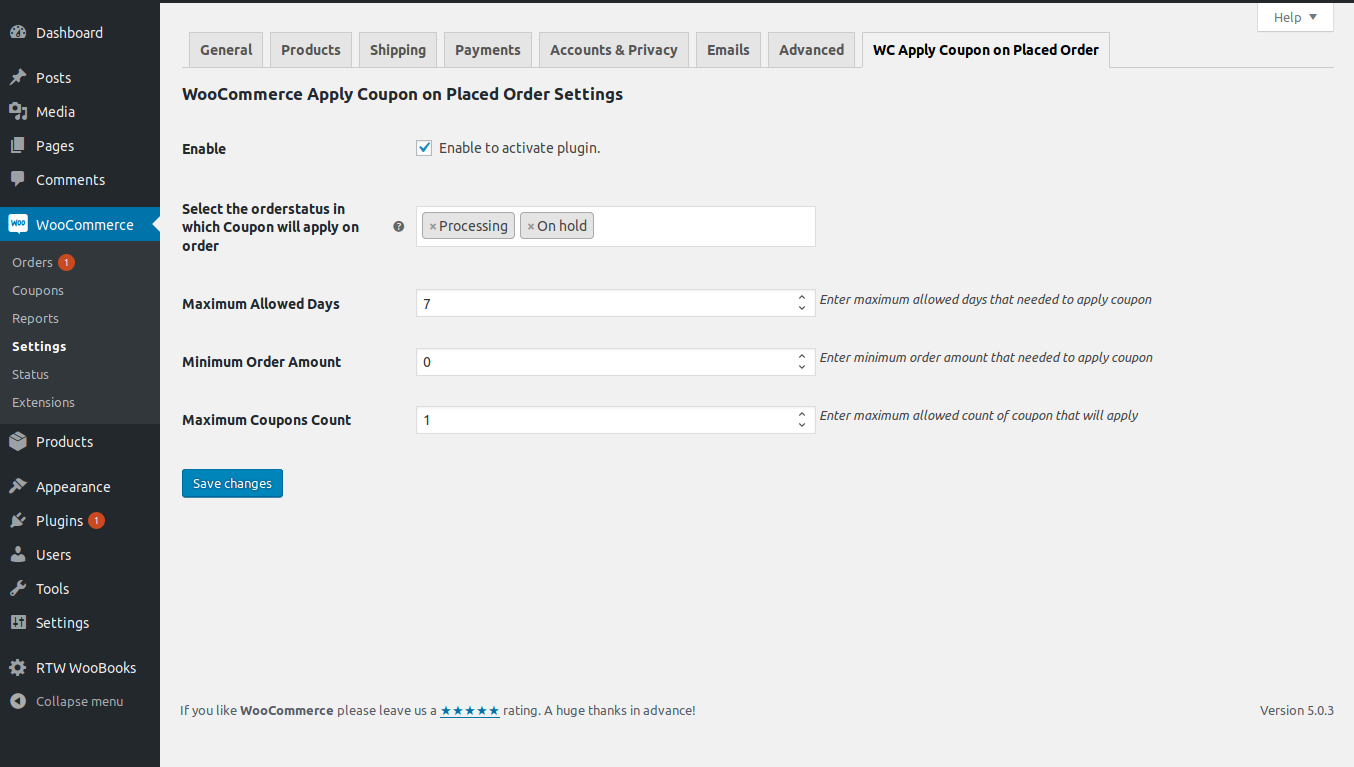 Help
Dashboard
Posts
Media
Pages
Comments
WOO WooCommerce
Orders 1
Coupons
Reports
Settings
Status
Extensions
Products
Appearance
Plugins 1
Users
Tools
Settings
RTW WooBooks
Collapse menu
General Products Shipping Payments Accounts & Privacy Emails Advanced WC Apply Coupon on Placed Order
WooCommerce Apply Coupon on Placed Order Settings
Enable Enable to activate plugin.
Select the orderstatus in
which Coupon will apply on
order
? × Processing × On hold
Maximum Allowed Days 7 Enter maximum allowed days that needed to apply coupon
Minimum Order Amount 0 Enter minimum order amount that needed to apply coupon
Maximum Coupons Count 1 Enter maximum allowed count of coupon that will apply
Save changes
If you like WooCommerce please leave us a ★★★★★ rating. A huge thanks in advance! Version 5.0.3